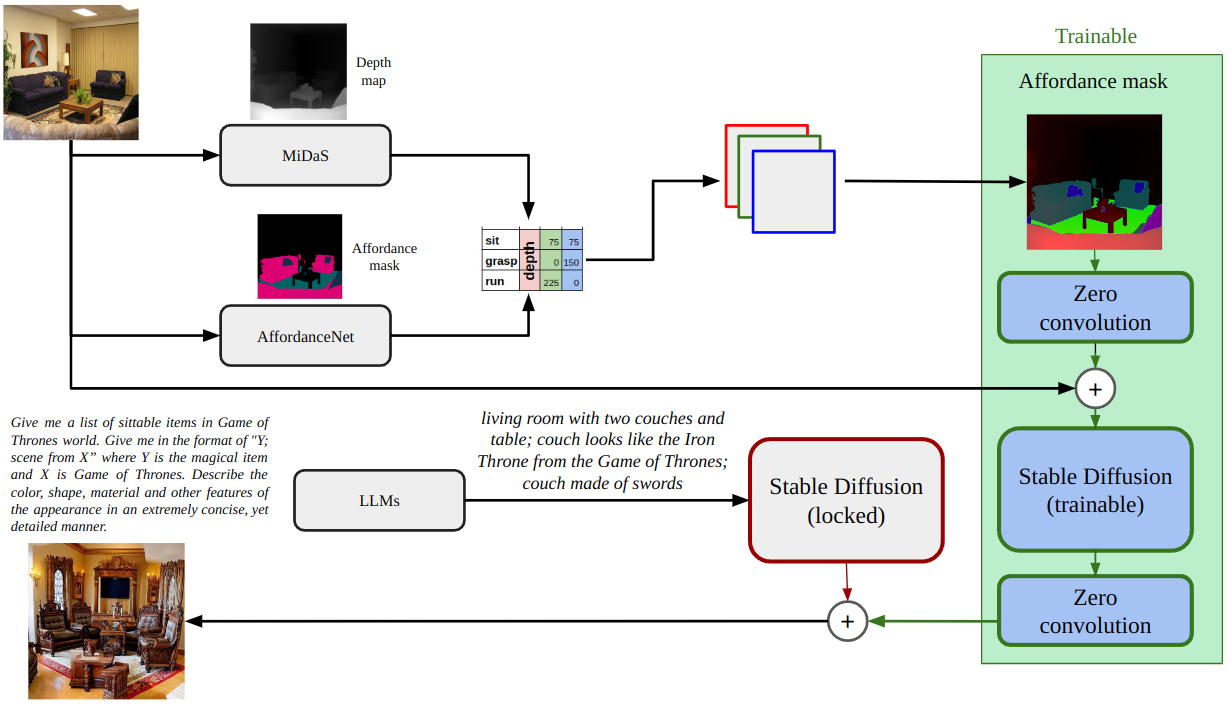 Trainable
Depth
map
Affordance mask
MiDaS
Affordance
mask
sit
grasp
run
depth
75 75
0 150
225 0
AffordanceNet
Zero
convolution
+
Give me a list of sittable items in Game of
Thrones world. Give me in the format of "Y;
scene from X” where Y is the magical item
and X is Game of Thrones. Describe the
color, shape, material and other features of
the appearance in an extremely concise, yet
detailed manner.
living room with two couches and
table; couch looks like the Iron
Throne from the Game of Thrones;
couch made of swords
LLMs
Stable Diffusion
(locked)
Stable Diffusion
(trainable)
Zero
convolution
+